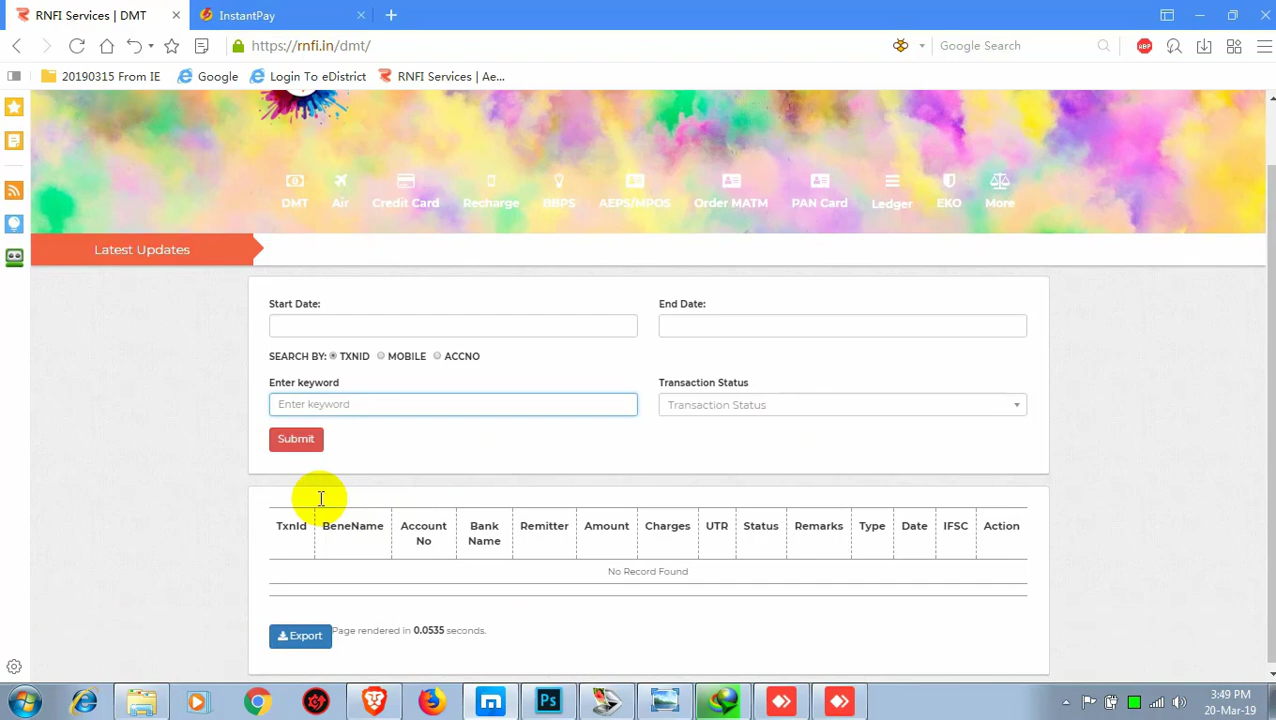 RNFI Services | DMT
InstantPay
https://rnfi.in/dmt/
Google Search
ABP
20190315 From IE
Google
Login To eDistrict
RNFI Services | Ae...
DMT
Air
Credit Card
Recharge
BBPS
AEPS/MPOS
Order MATM
PAN Card
Ledger
EKO
More
Latest Updates
Start Date:
End Date:
SEARCH BY: TXNID MOBILE ACCNO
Enter keyword
Transaction Status
Enter keyword
Transaction Status
Submit
TxnId
BeneName
Account
No
Bank
Name
Remitter
Amount
Charges
UTR
Status
Remarks
Type
Date
IFSC
Action
No Record Found
Export
Page rendered in 0.0535 seconds.
Ps
3:49 PM
20-Mar-19